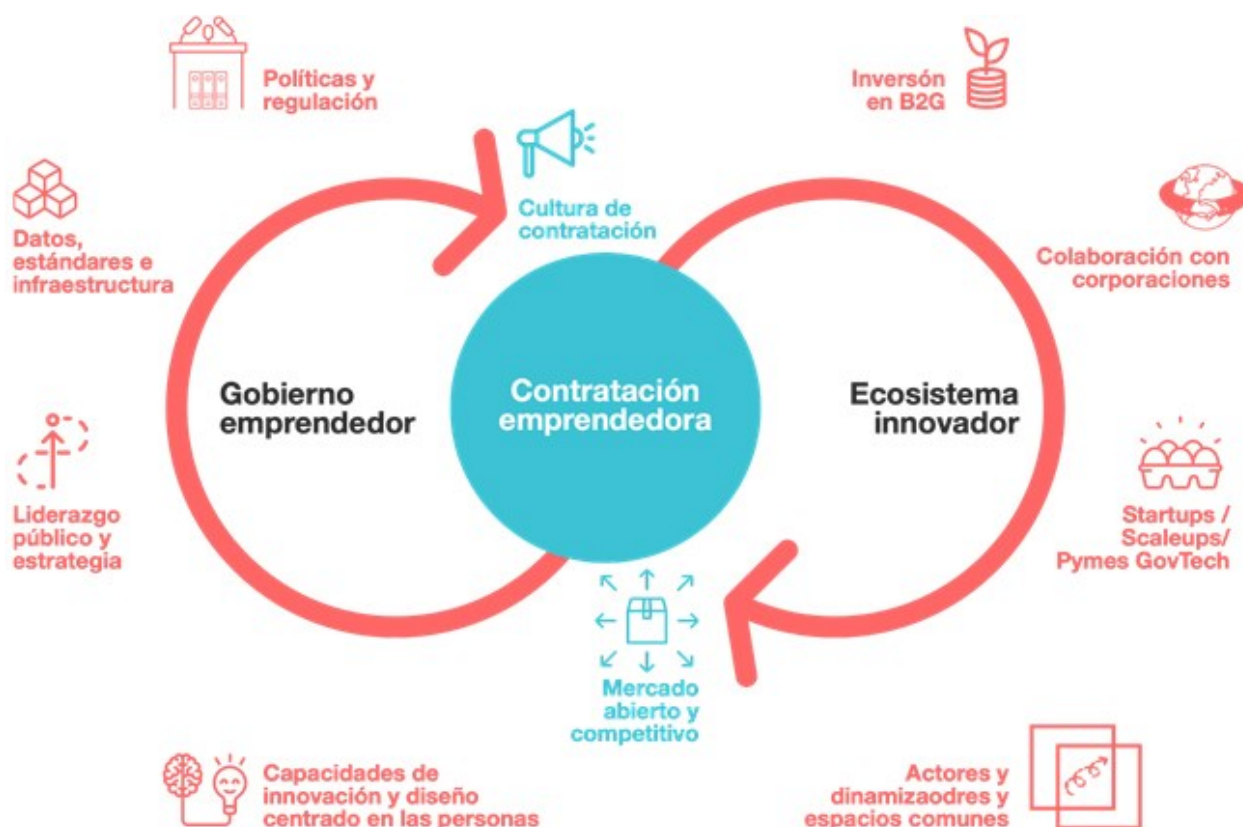 Políticas y
regulación
Inversón
en B2G
Cultura de
contratación
Datos,
estándares e
infraestructura
Colaboración con
corporaciones
Gobierno
emprendedor
Contratación
emprendedora
Ecosistema
innovador
Liderazgo
público y
estrategia
Startups /
Scaleups/
Pymes GovTech
Mercado
abierto y
competitivo
Capacidades de
innovación y diseño
centrado en las personas
Actores y
dinamizaodres y
espacios comunes